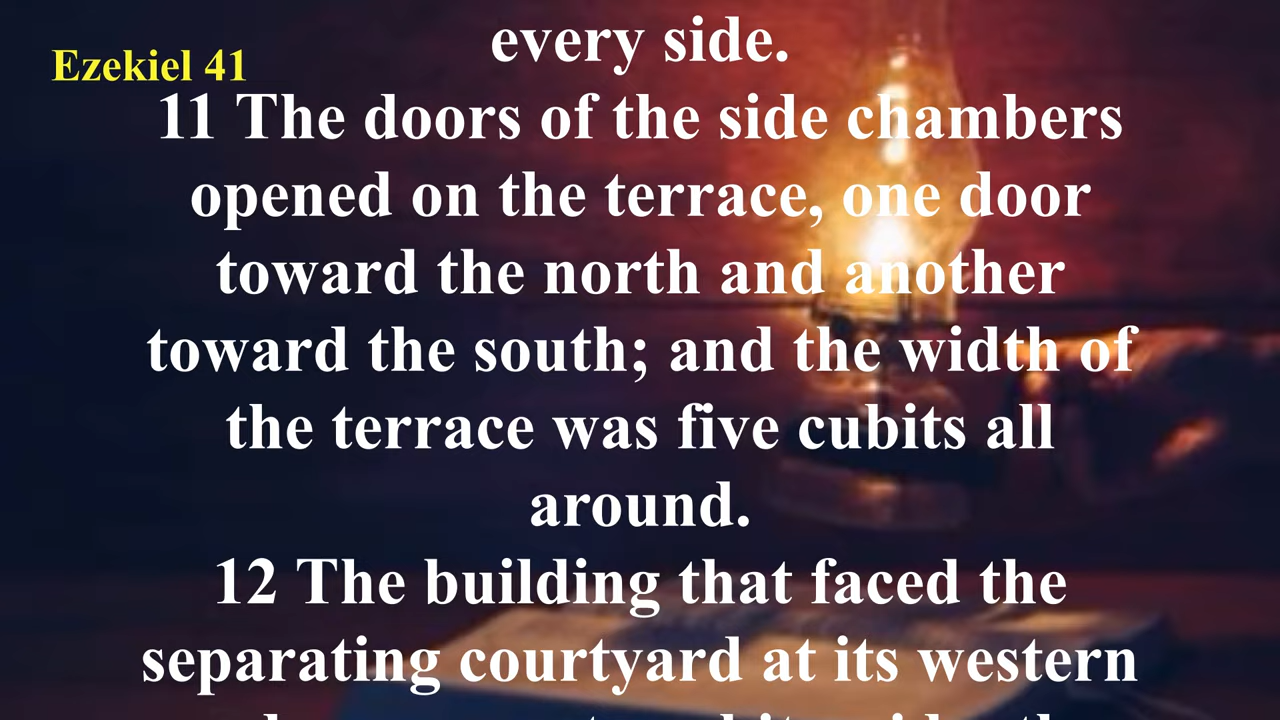 every side.
Ezekiel 41
11 The doors of the side chambers
opened on the terrace, one door
toward the north and another
toward the south; and the width of
the terrace was five cubits all
around.
12 The building that faced the
separating courtyard at its western